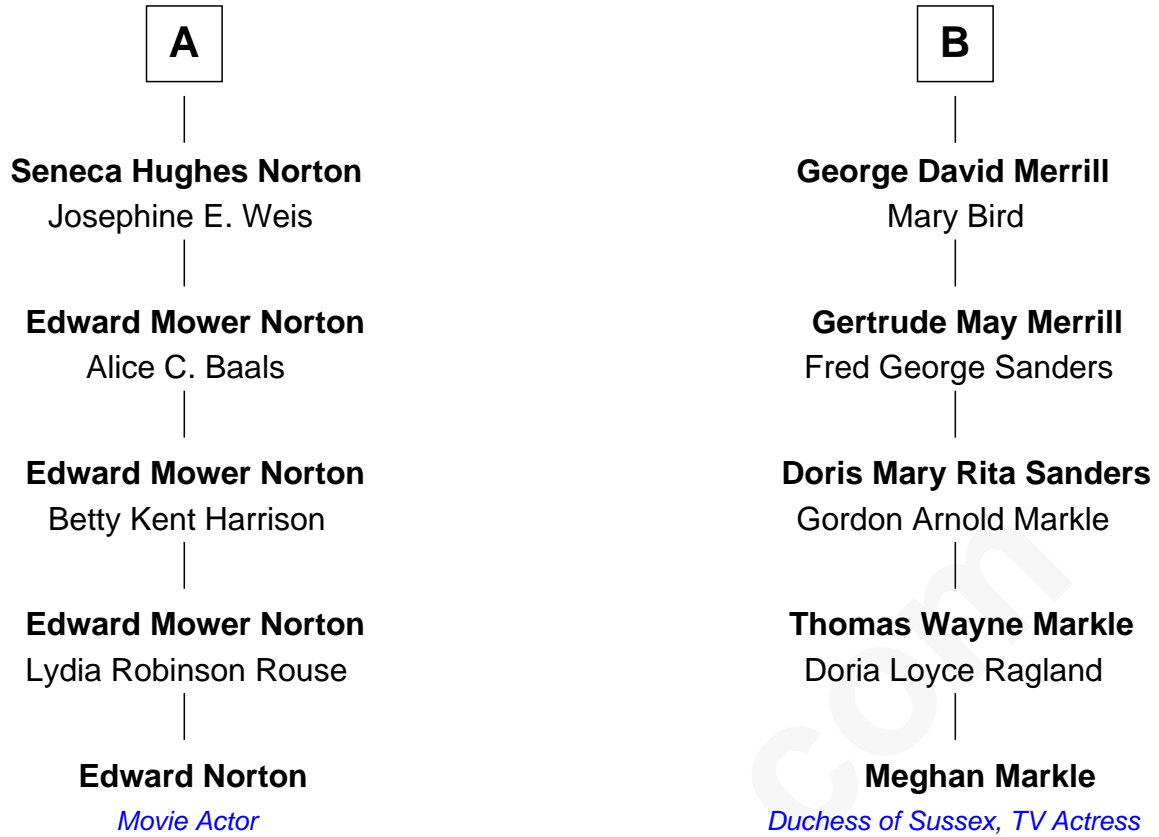 A
Seneca Hughes Norton
Josephine E. Weis
Edward Mower Norton
Alice C. Baals
Edward Mower Norton
Betty Kent Harrison
Edward Mower Norton
Lydia Robinson Rouse
Edward Norton
Movie Actor
B
George David Merrill
Mary Bird
Gertrude May Merrill
Fred George Sanders
Doris Mary Rita Sanders
Gordon Arnold Markle
Thomas Wayne Markle
Doria Loyce Ragland
Meghan Markle
Duchess of Sussex, TV Actress
com